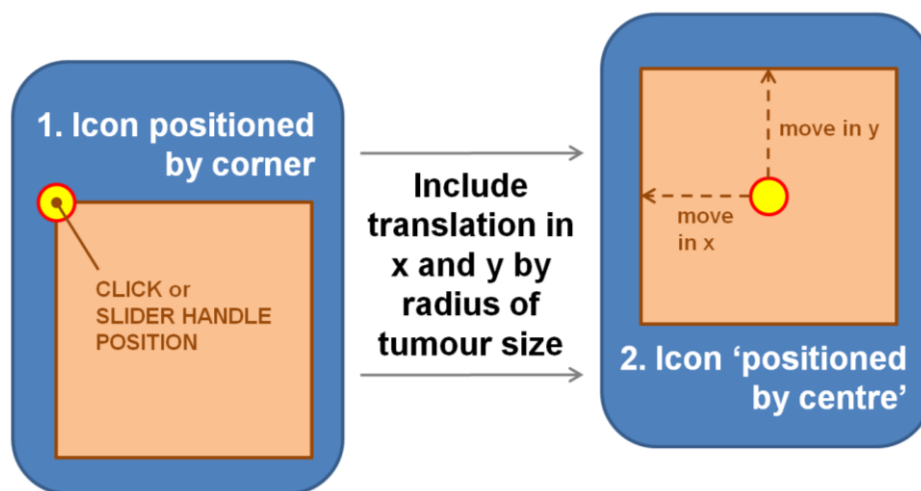 1. Icon positioned
by corner
CLICK or
SLIDER HANDLE
POSITION
Include
translation in
x and y by
radius of
tumour size
move in y
move
in x
2. Icon ‘positioned
by centre’